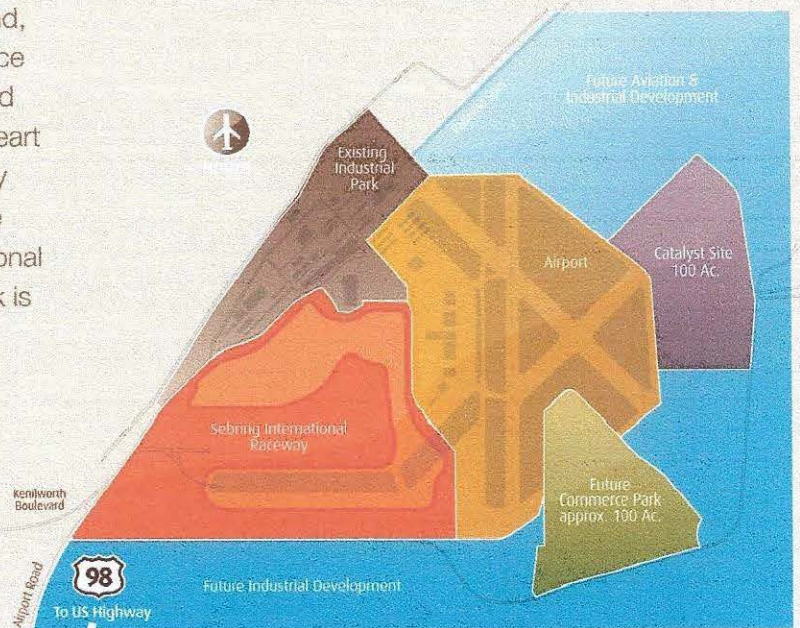 nd,
ce
d
eart
y
e
onal
k is
Future Aviation &
Industrial Development
Existing
Industrial
Park
Airport
Catalyst Site
100 Ac.
Sebring International
Raceway
Future
Commerce Park
approx. 100 Ac.
Kenilworth
Boulevard
Airport Road
98
To US Highway
Future Industrial Development